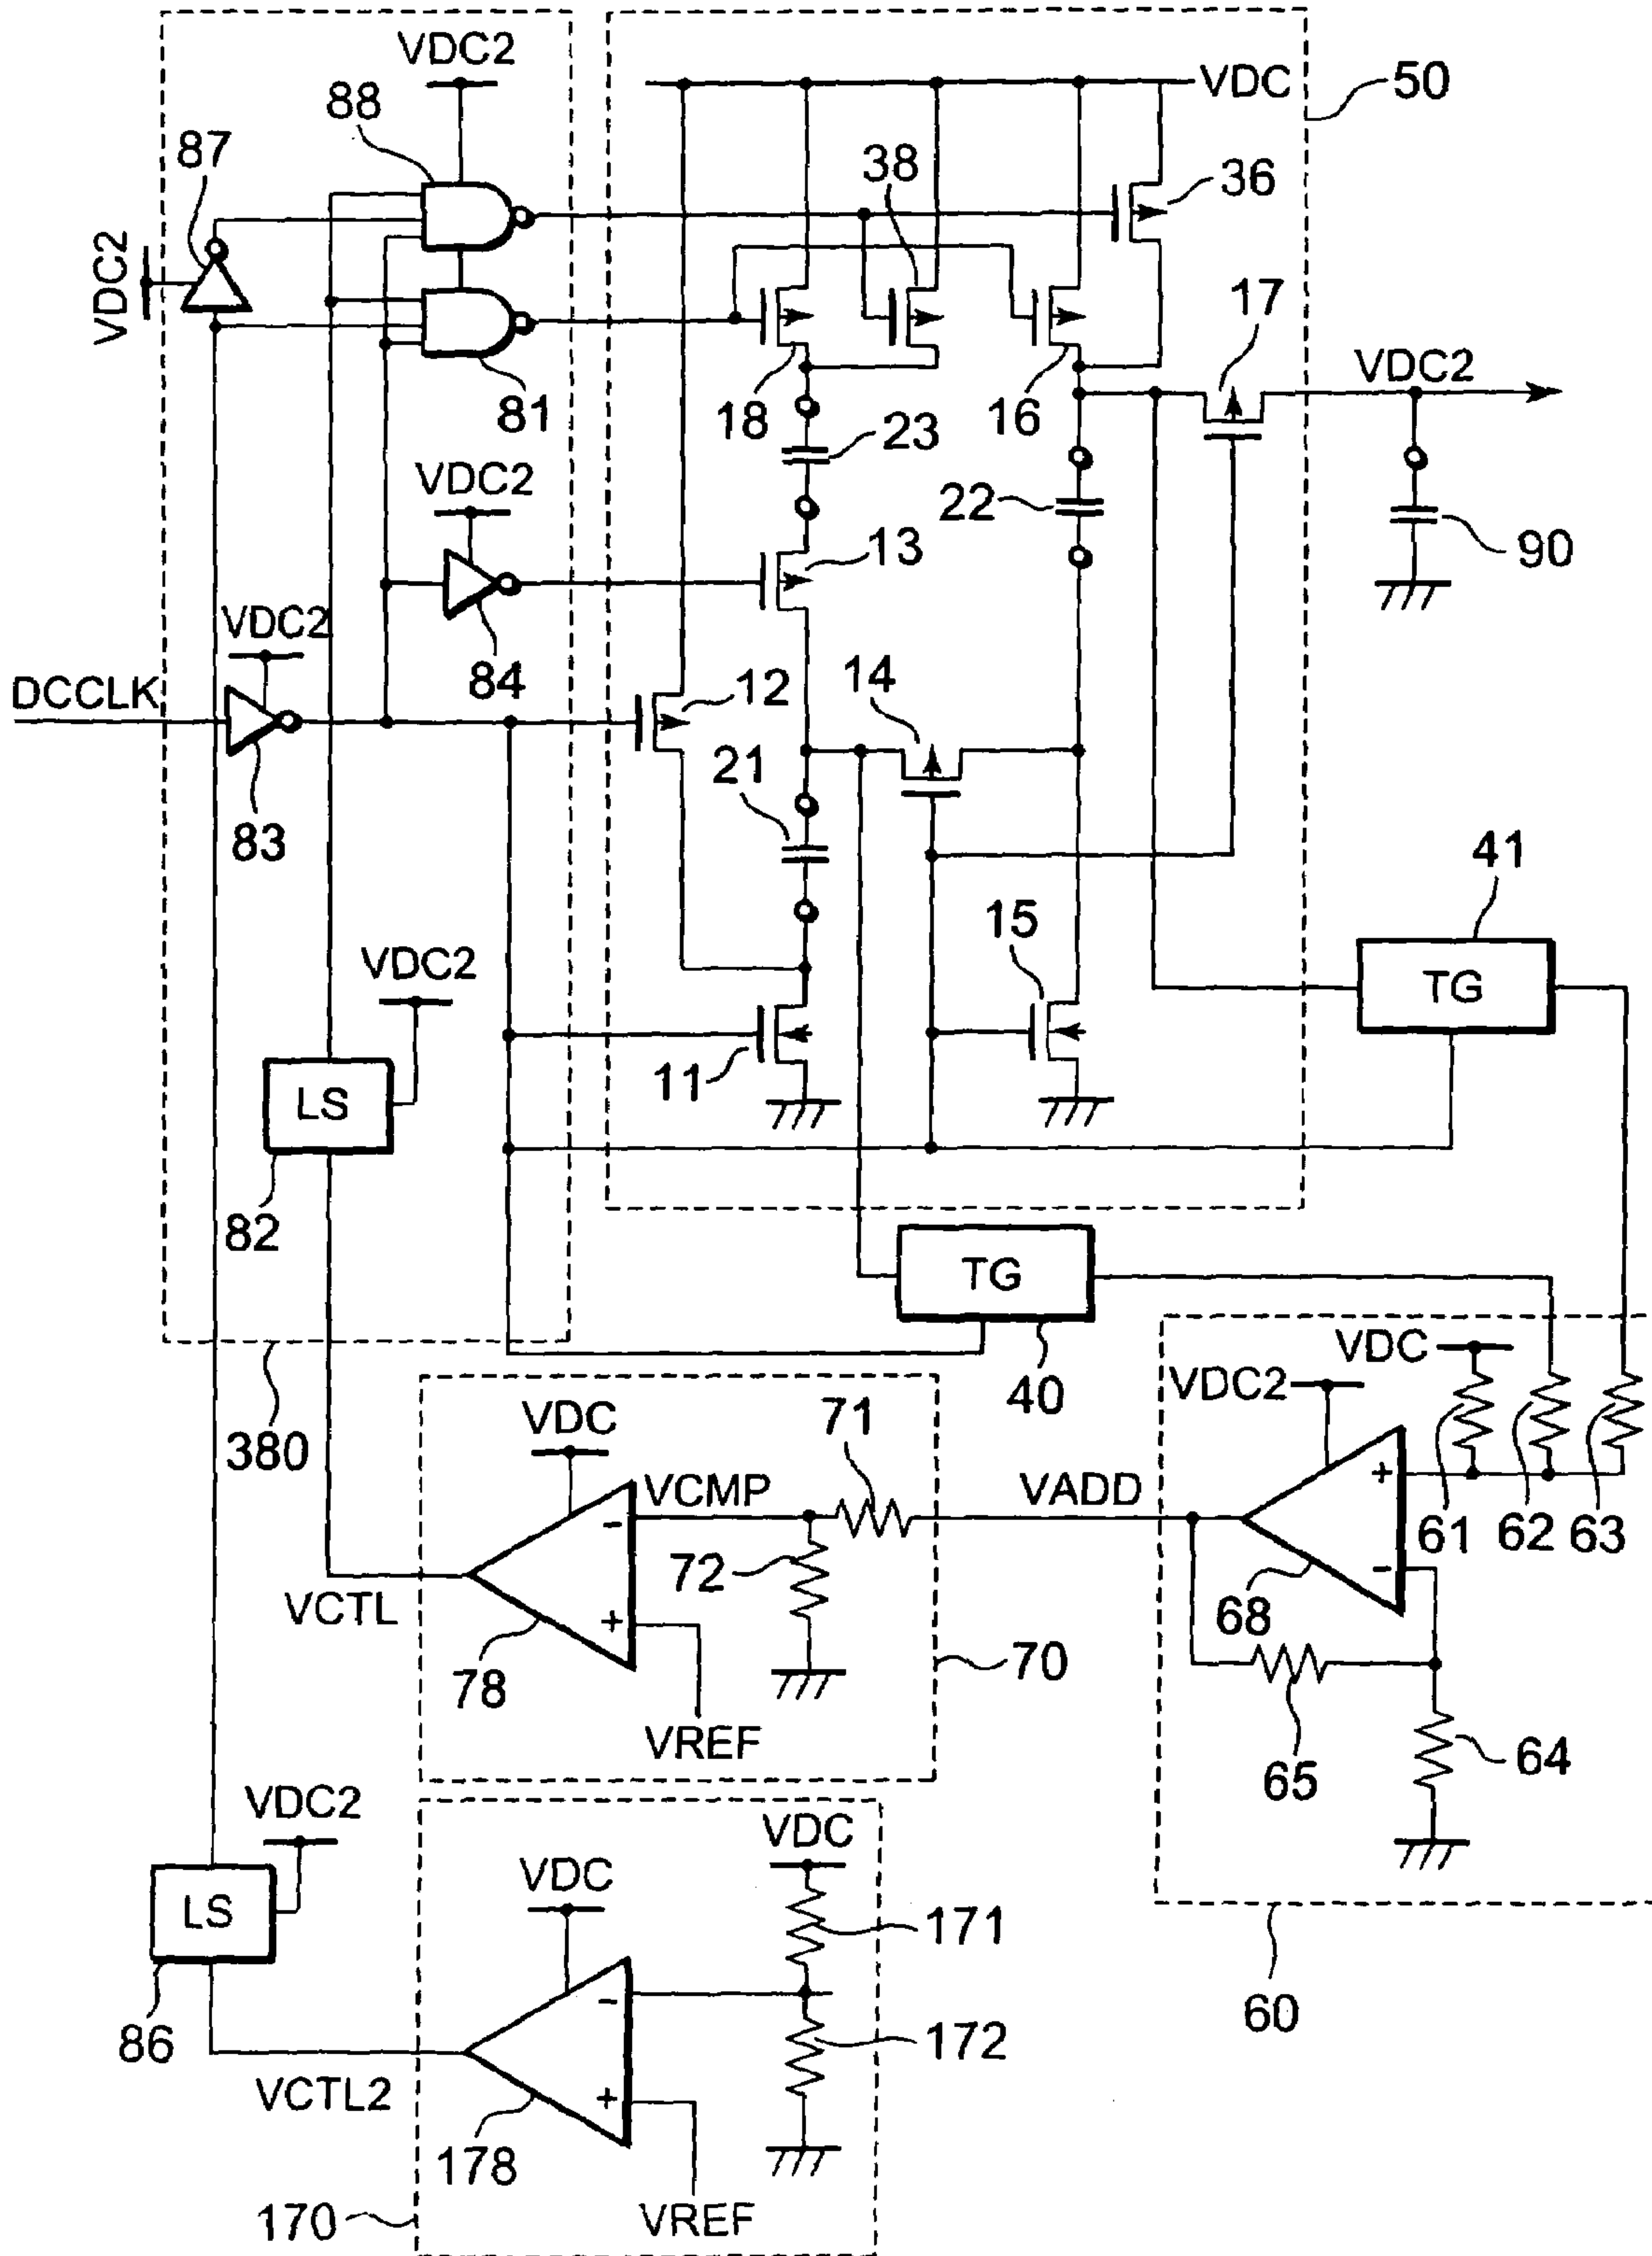 VDC2
88
VDC
50
87
38
36
VDC2
17
VDC2
18
16
81
23
VDC2
22
13
90
VDC2
DCCLK
84
12
14
21
83
41
15
TG
VDC2
11
LS
82
TG
40
VDC
VDC2
380
VDC
71
VCMP
VADD
+
-
61
62
63
72
-
68
VCTL
+
78
70
VREF
65
64
VDC2
VDC
VDC
LS
171
-
60
86
172
VCTL2
+
178
170
VREF